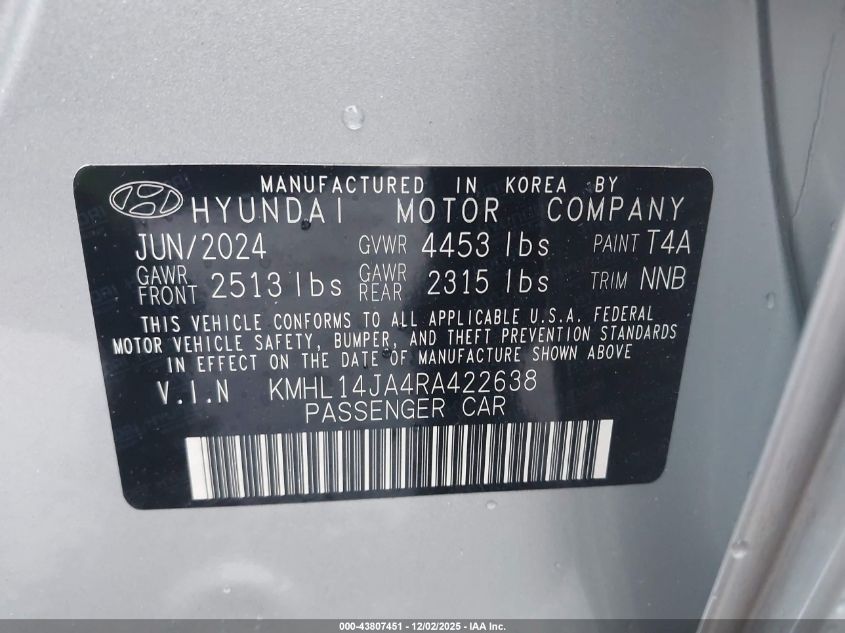 MANUFACTURED IN KOREA BY
HYUNDAI MOTOR COMPANY
JUN/2024 GVWR 4453 lbs PAINT T4A
GAWR FRONT 2513 lbs GAWR REAR 2315 lbs TRIM NNB
THIS VEHICLE CONFORMS TO ALL APPLICABLE U.S.A. FEDERAL
MOTOR VEHICLE SAFETY, BUMPER, AND THEFT PREVENTION STANDARDS
IN EFFECT ON THE DATE OF MANUFACTURE SHOWN ABOVE
V.I.N KMHL14JA4RA422638
PASSENGER CAR
000-43807451 - 12/02/2025 - IAA Inc.